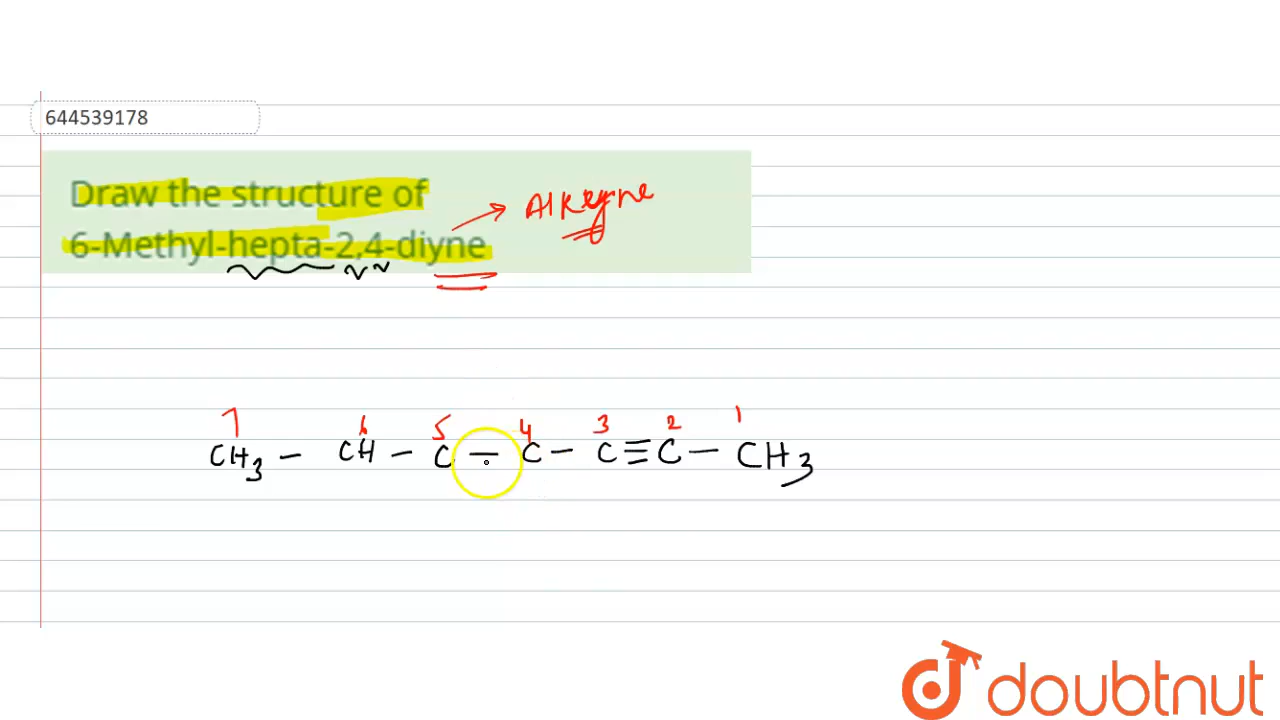 644539178
Draw the structure of
6-Methyl-hepta-2,4-diyne
Alkyne
7 6 5 4 3 2 1
CH3 — CH — C — C — C ≡ C — CH3
doubtnut